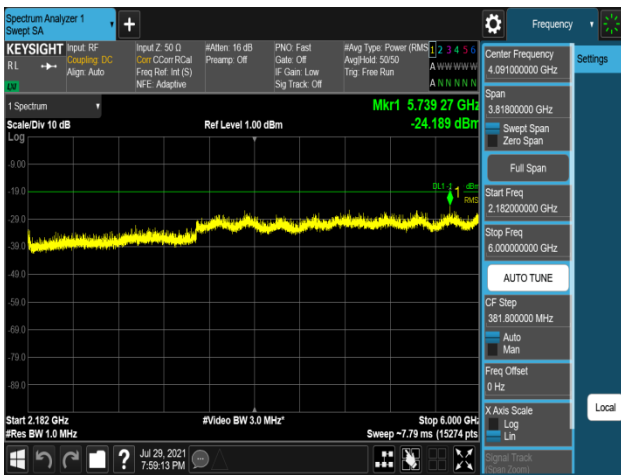 Spectrum Analyzer 1
Swept SA
Frequency
KEYSIGHT
RL
Input: RF
Coupling: DC
Align: Auto
Input Z: 50 Ω
Corr CCorr RCal
Freq Ref: Int (S)
NFE: Adaptive
#Atten: 16 dB
Preamp: Off
PNO: Fast
Gate: Off
IF Gain: Low
Sig Track: Off
#Avg Type: Power (RMS
Avg|Hold: 50/50
Trig: Free Run
1 2 3 4 5 6
A W W W W W
A N N N N N
1 Spectrum
Scale/Div 10 dB
Log
Ref Level 1.00 dBm
Mkr1 5.739 27 GHz
-24.189 dBm
-9.00
-19.0
-29.0
-39.0
-49.0
-59.0
-69.0
-79.0
-89.0
1
dBm
RMS
Start 2.182 GHz
#Res BW 1.0 MHz
#Video BW 3.0 MHz*
Stop 6.000 GHz
Sweep ~7.79 ms (15274 pts
Jul 29, 2021
7:59:13 PM
Center Frequency
4.091000000 GHz
Span
3.81800000 GHz
Swept Span
Zero Span
Full Span
Start Freq
2.182000000 GHz
Stop Freq
6.000000000 GHz
AUTO TUNE
CF Step
381.800000 MHz
Auto
Man
Freq Offset
0 Hz
X Axis Scale
Log
Lin
Signal Track
(Span Zoom)
Settings
Local